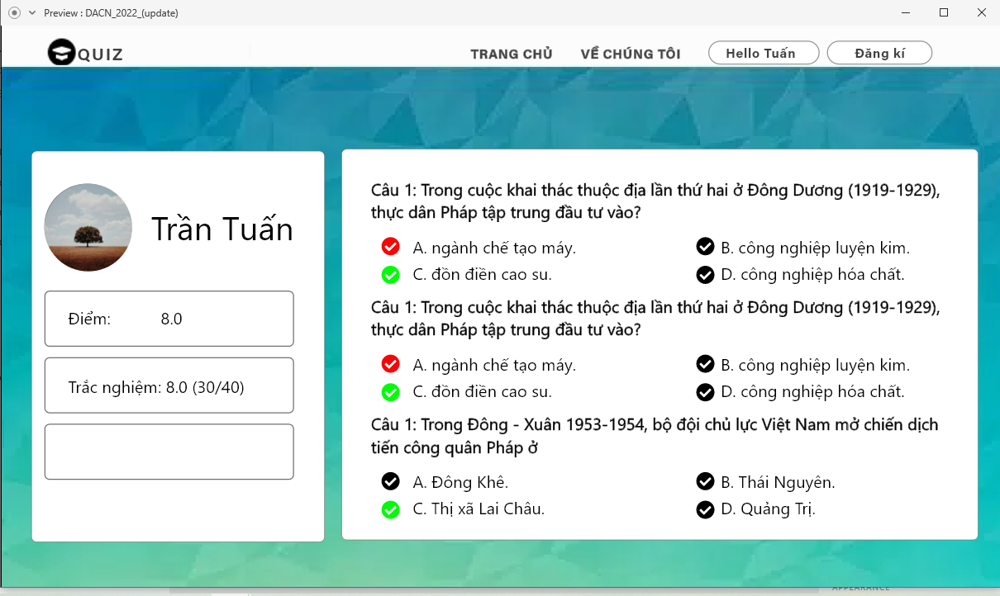 Preview : DACN_2022_(update)
QUIZ
TRANG CHỦ
VỀ CHÚNG TÔI
Hello Tuấn
Đăng kí
Trần Tuấn
Điểm: 8.0
Trắc nghiệm: 8.0 (30/40)
Câu 1: Trong cuộc khai thác thuộc địa lần thứ hai ở Đông Dương (1919-1929),
thực dân Pháp tập trung đầu tư vào?
A. ngành chế tạo máy.
B. công nghiệp luyện kim.
C. đồn điền cao su.
D. công nghiệp hóa chất.
Câu 1: Trong cuộc khai thác thuộc địa lần thứ hai ở Đông Dương (1919-1929),
thực dân Pháp tập trung đầu tư vào?
A. ngành chế tạo máy.
B. công nghiệp luyện kim.
C. đồn điền cao su.
D. công nghiệp hóa chất.
Câu 1: Trong Đông - Xuân 1953-1954, bộ đội chủ lực Việt Nam mở chiến dịch
tiến công quân Pháp ở
A. Đông Khê.
B. Thái Nguyên.
C. Thị xã Lai Châu.
D. Quảng Trị.
APPEARANCE